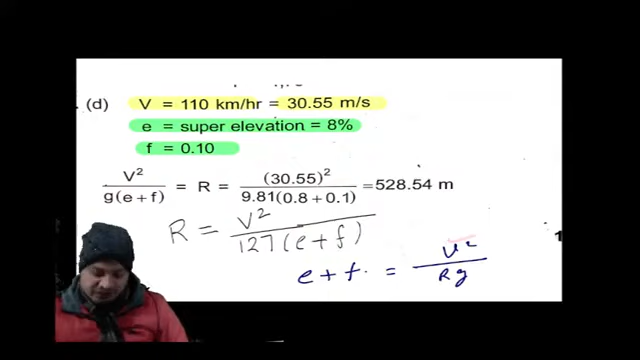 (d) V = 110 km/hr = 30.55 m/s
e = super elevation = 8%
f = 0.10
V² / g(e + f) = R = (30.55)² / 9.81(0.8 + 0.1) = 528.54 m
R = V² / 127(e + f)
e + f. = V² / Rg
1